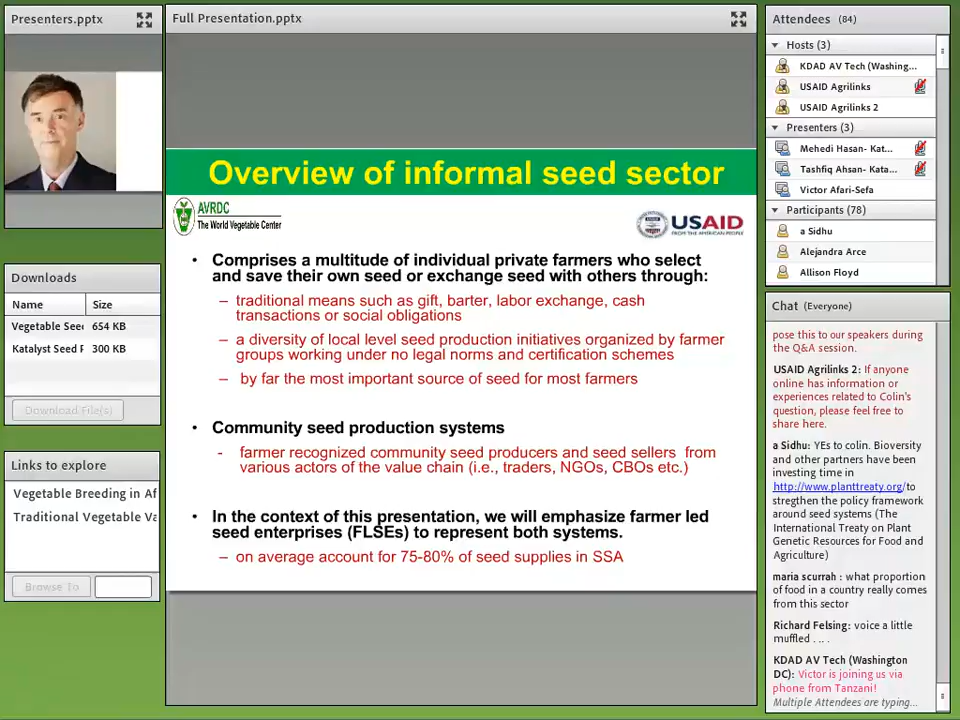 Presenters.pptx
Full Presentation.pptx
Overview of informal seed sector
AVRDC
The World Vegetable Center
USAID
FROM THE AMERICAN PEOPLE
• Comprises a multitude of individual private farmers who select
and save their own seed or exchange seed with others through:
– traditional means such as gift, barter, labor exchange, cash
transactions or social obligations
– a diversity of local level seed production initiatives organized by farmer
groups working under no legal norms and certification schemes
– by far the most important source of seed for most farmers
• Community seed production systems
- farmer recognized community seed producers and seed sellers from
various actors of the value chain (i.e., traders, NGOs, CBOs etc.)
• In the context of this presentation, we will emphasize farmer led
seed enterprises (FLSEs) to represent both systems.
– on average account for 75-80% of seed supplies in SSA
Downloads
Name Size
Vegetable Seed 654 KB
Katalyst Seed F 300 KB
Download File(s)
Links to explore
Vegetable Breeding in Af
Traditional Vegetable Va
Browse To
Attendees (84)
Hosts (3)
KDAD AV Tech (Washing...
USAID Agrilinks
USAID Agrilinks 2
Presenters (3)
Mehedi Hasan- Kat...
Tashfiq Ahsan- Kata...
Victor Afari-Sefa
Participants (78)
a Sidhu
Alejandra Arce
Allison Floyd
Chat (Everyone)
pose this to our speakers during
the Q&A session.
USAID Agrilinks 2: If anyone
online has information or
experiences related to Colin's
question, please feel free to
share here.
a Sidhu: YEs to colin. Bioversity
and other partners have been
investing time in
http://www.planttreaty.org/to
stregthen the policy framework
around seed systems (The
International Treaty on Plant
Genetic Resources for Food and
Agriculture)
maria scurrah : what proportion
of food in a country really comes
from this sector
Richard Felsing: voice a little
muffled . .. .
KDAD AV Tech (Washington
DC): Victor is joining us via
phone from Tanzani!
Multiple Attendees are typing...